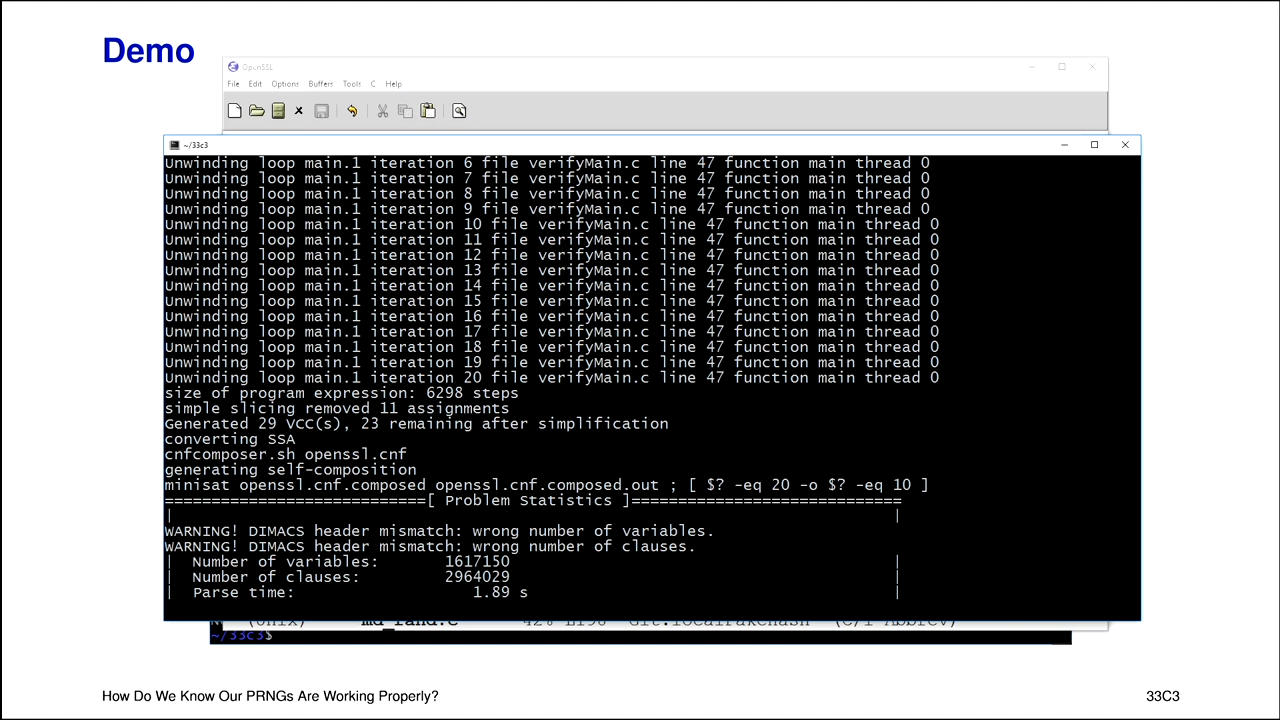 Demo
OpenSSL
File Edit Options Buffers Tools C Help
~/33c3
Unwinding loop main.1 iteration 6 file verifyMain.c line 47 function main thread 0
Unwinding loop main.1 iteration 7 file verifyMain.c line 47 function main thread 0
Unwinding loop main.1 iteration 8 file verifyMain.c line 47 function main thread 0
Unwinding loop main.1 iteration 9 file verifyMain.c line 47 function main thread 0
Unwinding loop main.1 iteration 10 file verifyMain.c line 47 function main thread 0
Unwinding loop main.1 iteration 11 file verifyMain.c line 47 function main thread 0
Unwinding loop main.1 iteration 12 file verifyMain.c line 47 function main thread 0
Unwinding loop main.1 iteration 13 file verifyMain.c line 47 function main thread 0
Unwinding loop main.1 iteration 14 file verifyMain.c line 47 function main thread 0
Unwinding loop main.1 iteration 15 file verifyMain.c line 47 function main thread 0
Unwinding loop main.1 iteration 16 file verifyMain.c line 47 function main thread 0
Unwinding loop main.1 iteration 17 file verifyMain.c line 47 function main thread 0
Unwinding loop main.1 iteration 18 file verifyMain.c line 47 function main thread 0
Unwinding loop main.1 iteration 19 file verifyMain.c line 47 function main thread 0
Unwinding loop main.1 iteration 20 file verifyMain.c line 47 function main thread 0
size of program expression: 6298 steps
simple slicing removed 11 assignments
Generated 29 VCC(s), 23 remaining after simplification
converting SSA
cnfcomposer.sh openssl.cnf
generating self-composition
minisat openssl.cnf.composed openssl.cnf.composed.out ; [ $? -eq 20 -o $? -eq 10 ]
============================[ Problem Statistics ]=============================
| |
WARNING! DIMACS header mismatch: wrong number of variables.
WARNING! DIMACS header mismatch: wrong number of clauses.
| Number of variables: 1617150 |
| Number of clauses: 2964029 |
| Parse time: 1.89 s |
(Unix) md_rand.c 42% L198 (C/l Abbrev)
~/33c3$
How Do We Know Our PRNGs Are Working Properly?
33C3